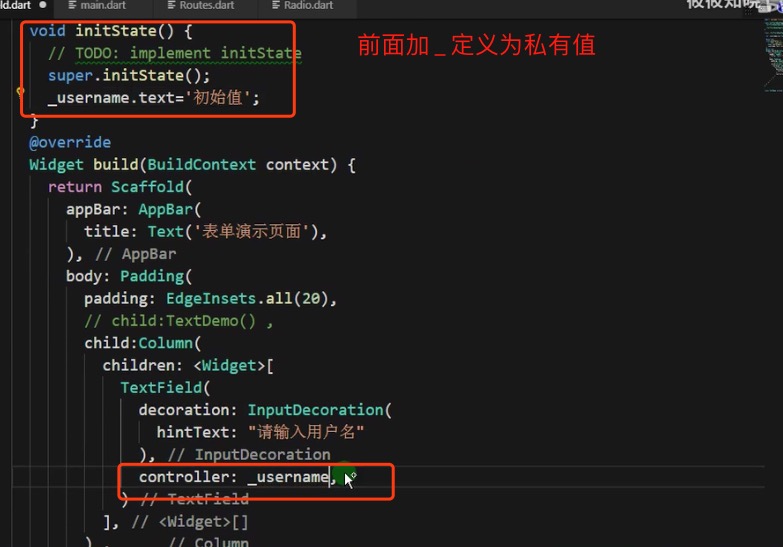 ld.dart main.dart Routes.dart Radio.dart
void initState() {
// TODO: implement initState
super.initState();
_username.text='初始值';
}
前面加 _ 定义为私有值
@override
Widget build(BuildContext context) {
return Scaffold(
appBar: AppBar(
title: Text('表单演示页面'),
), // AppBar
body: Padding(
padding: EdgeInsets.all(20),
// child:TextDemo() ,
child:Column(
children: <Widget>[
TextField(
decoration: InputDecoration(
hintText: "请输入用户名"
), // InputDecoration
controller: _username,
) // TextField
], // <Widget>[]
) // Column